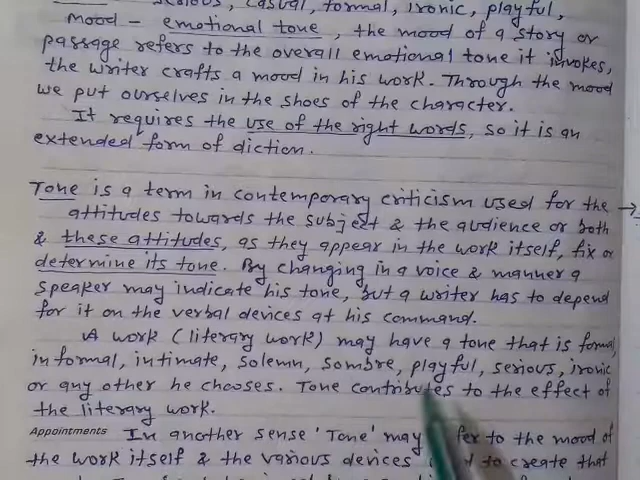 serious, casual, formal, ironic, playful,
mood - emotional tone, the mood of a story or
passage refers to the overall emotional tone it invokes,
the writer crafts a mood in his work. Through the mood
we put ourselves in the shoes of the character.
It requires the use of the right words, so it is an
extended form of diction.
Tone is a term in contemporary criticism used for the →
attitudes towards the subject & the audience or both
& these attitudes, as they appear in the work itself, fix or
determine its tone. By changing in a voice & manner a
speaker may indicate his tone, but a writer has to depend
for it on the verbal devices at his command.
A work (literary work) may have a tone that is formal,
informal, intimate, solemn, sombre, playful, serious, ironic
or any other he chooses. Tone contributes to the effect of
the literary work.
Appointments In another sense 'Tone' may to the mood of
the work itself & the various devices to create that